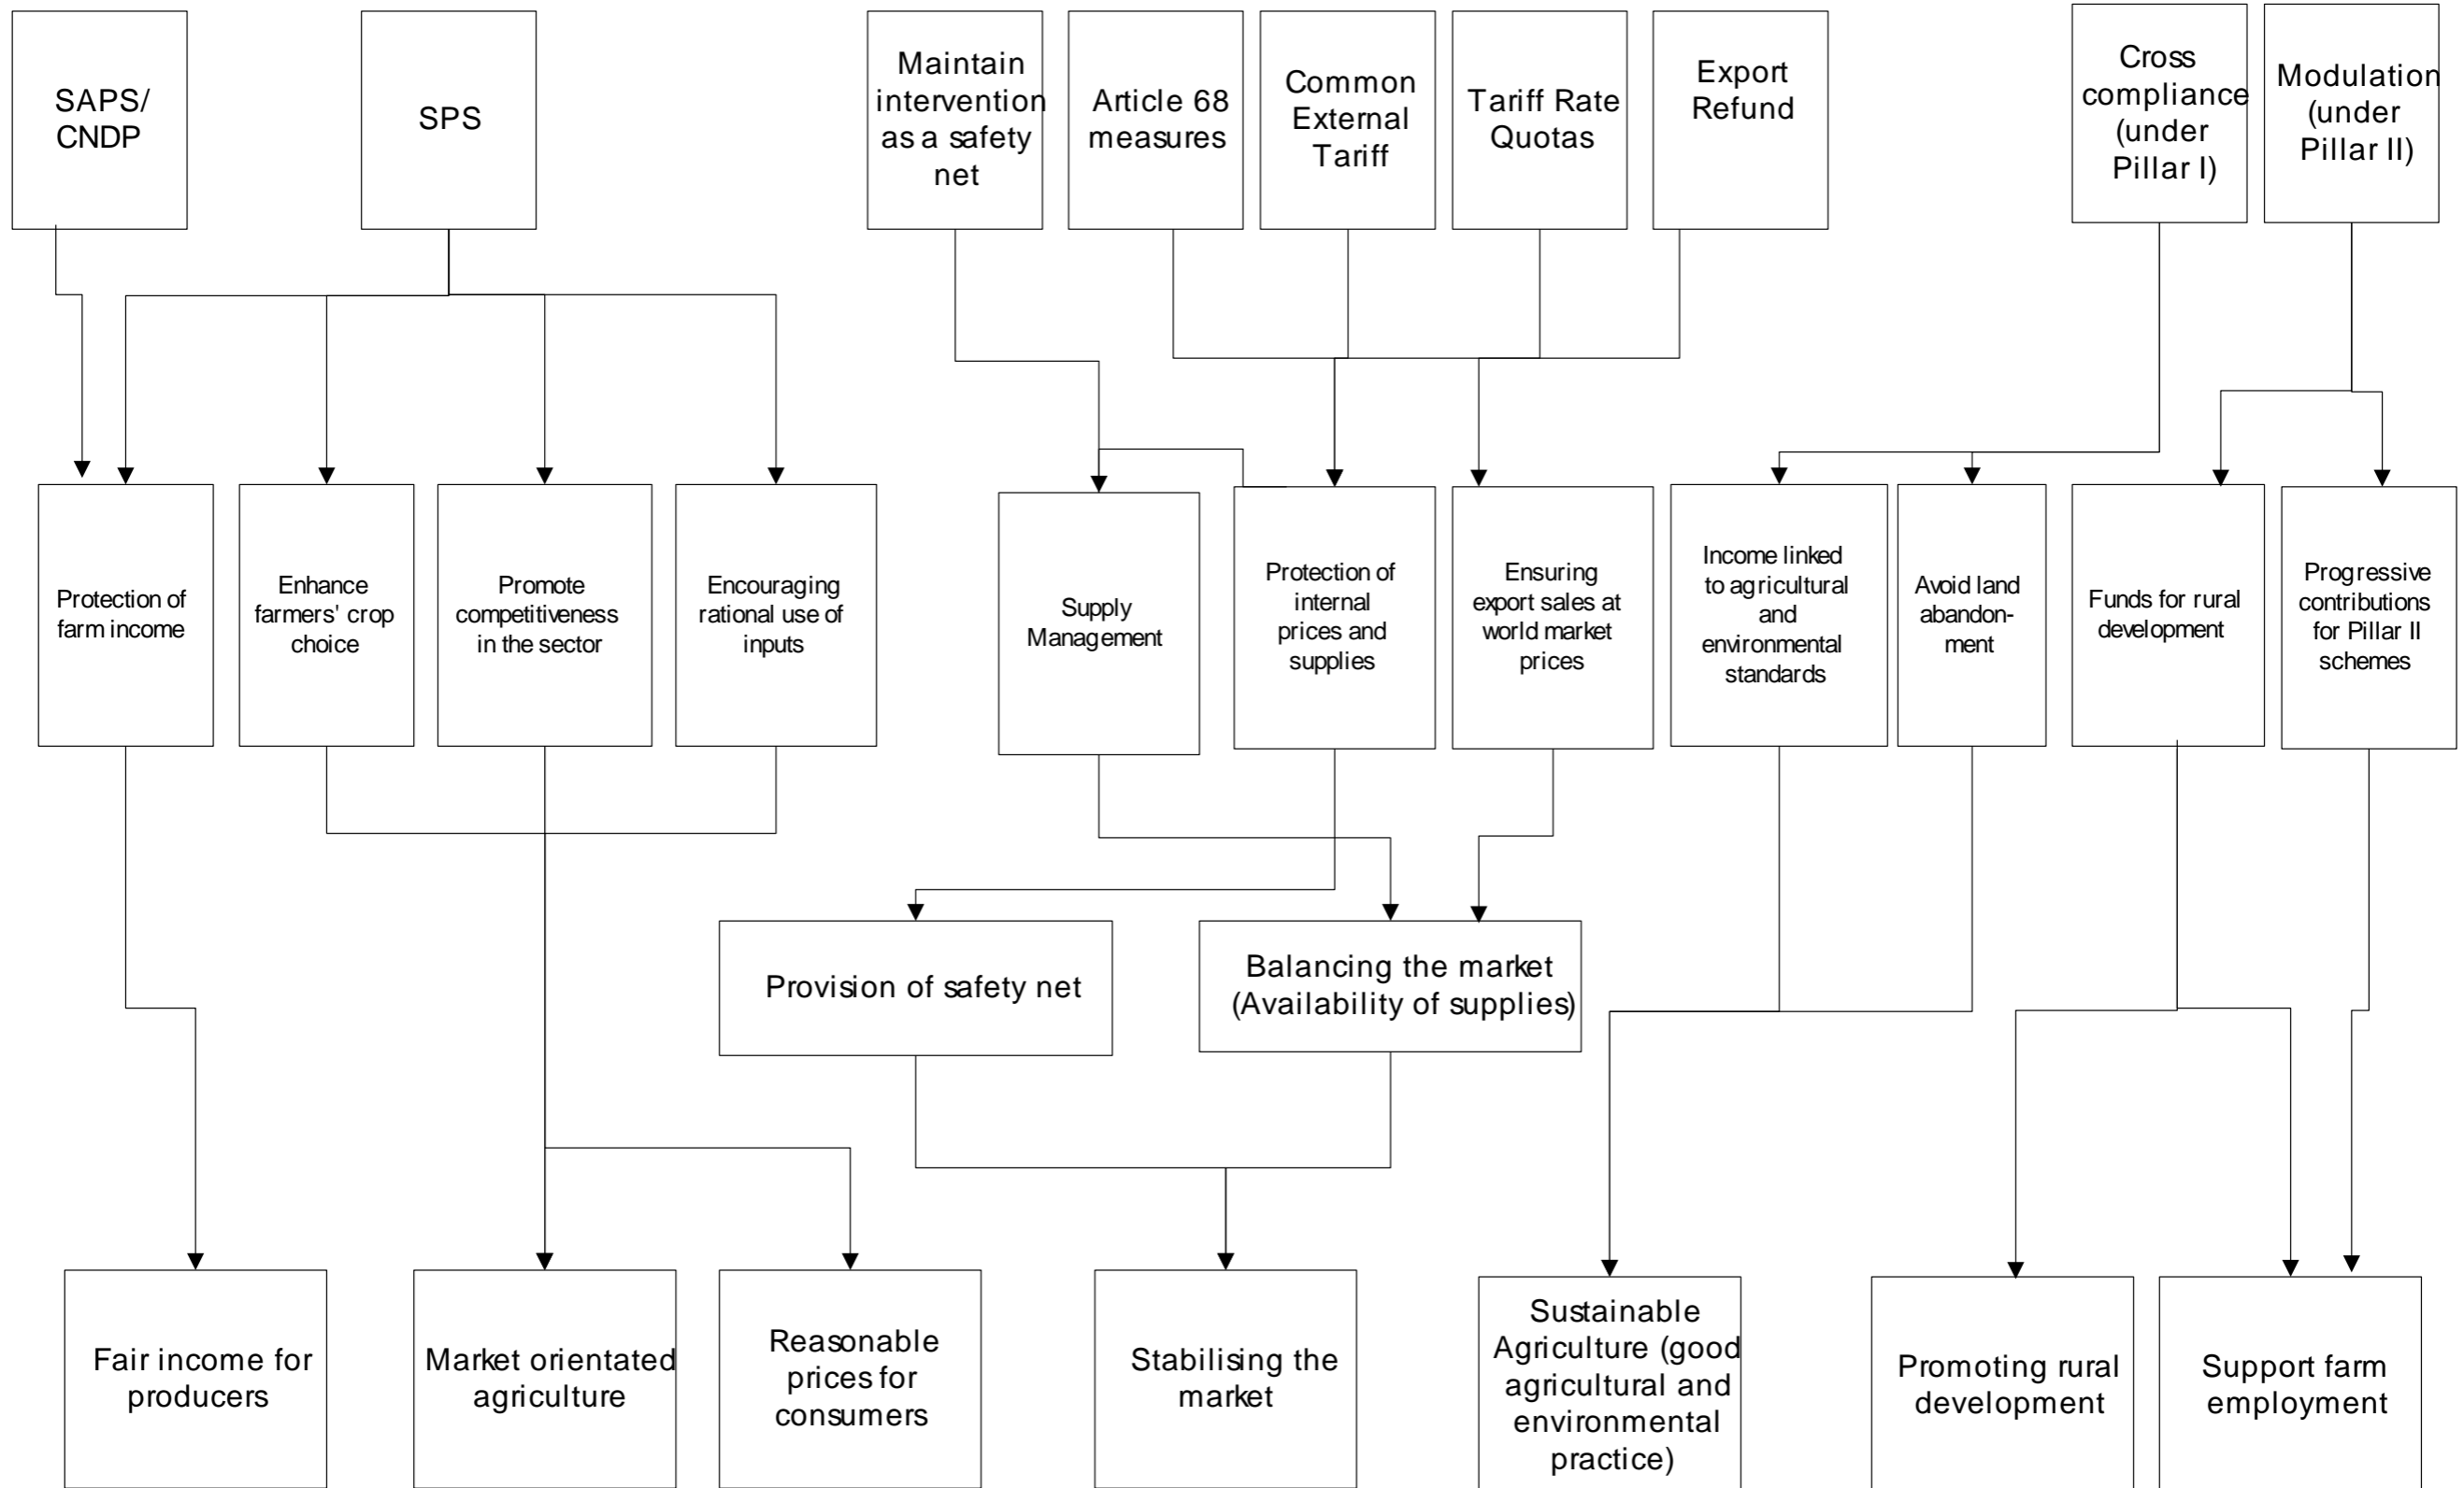 SAPS/
CNDP
SPS
Maintain
intervention
as a safety
net
Article 68
measures
Common
External
Tariff
Tariff Rate
Quotas
Export
Refund
Cross
compliance
(under
Pillar I)
Modulation
(under
Pillar II)
Protection of
farm income
Enhance
farmers' crop
choice
Promote
competitiveness
in the sector
Encouraging
rational use of
inputs
Supply
Management
Protection of
internal
prices and
supplies
Ensuring
export sales at
world market
prices
Income linked
to agricultural
and
environmental
standards
Avoid land
abandon-
ment
Funds for rural
development
Progressive
contributions
for Pillar II
schemes
Provision of safety net
Balancing the market
(Availability of supplies)
Fair income for
producers
Market orientated
agriculture
Reasonable
prices for
consumers
Stabilising the
market
Sustainable
Agriculture (good
agricultural and
environmental
practice)
Promoting rural
development
Support farm
employment